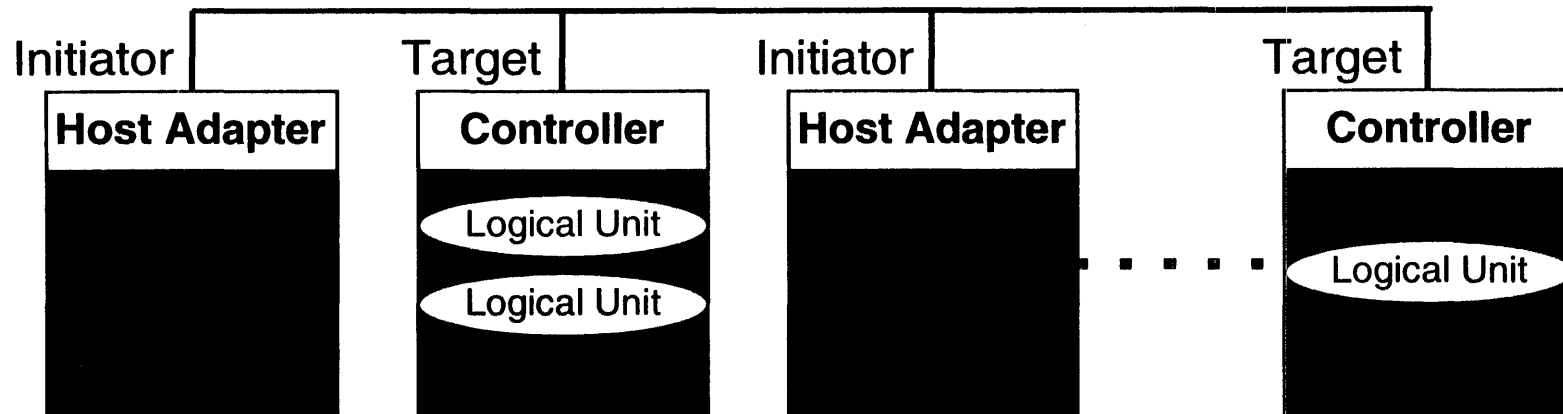 Initiator Target Initiator Target
Host Adapter Controller Host Adapter Controller
Logical Unit
Logical Unit
Logical Unit